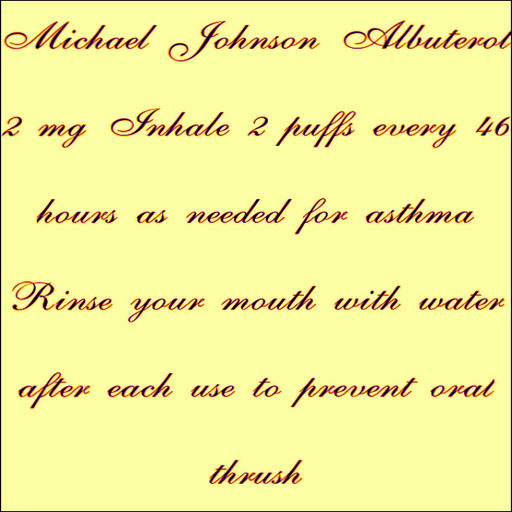 Michael Johnson Albuterol
2 mg Inhale 2 puffs every 46
hours as needed for asthma
Rinse your mouth with water
after each use to prevent oral
thrush